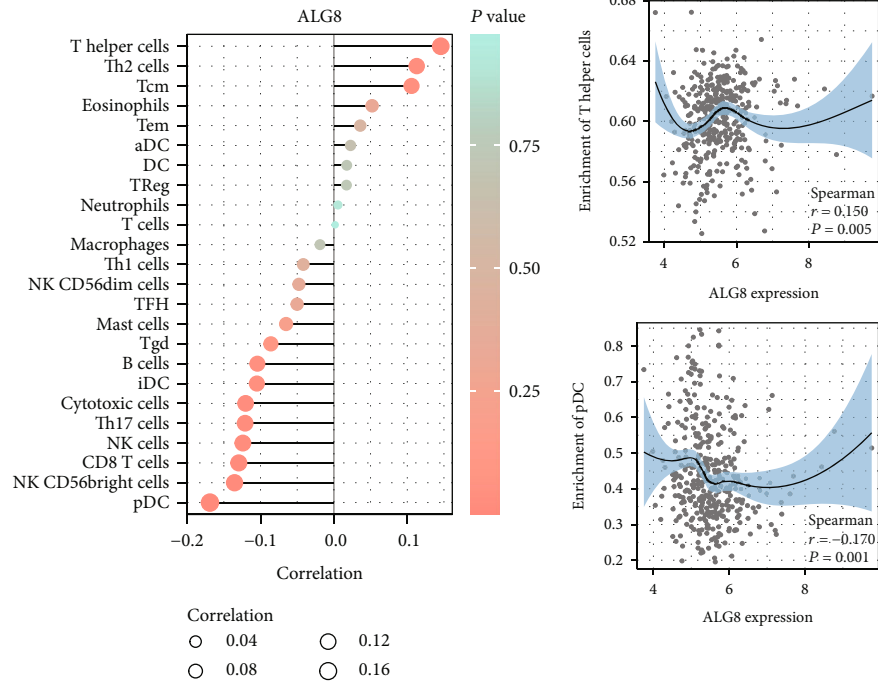 ALG8
T helper cells
Th2 cells
Tcm
Eosinophils
Tem
aDC
DC
TReg
Neutrophils
T cells
Macrophages
Th1 cells
NK CD56dim cells
TFH
Mast cells
Tgd
B cells
iDC
Cytotoxic cells
Th17 cells
NK cells
CD8 T cells
NK CD56bright cells
pDC
−0.2 −0.1 0.0 0.1
Correlation
P value
0.75
0.50
0.25
Correlation
0.04 0.12
0.08 0.16
Enrichment of T helper cells
0.68
0.64
0.60
0.56
0.52
Spearman
r = 0.150
P = 0.005
4 6 8
ALG8 expression
Enrichment of pDC
0.8
0.7
0.6
0.5
0.4
0.3
0.2
Spearman
r = −0.170
P = 0.001
4 6 8
ALG8 expression